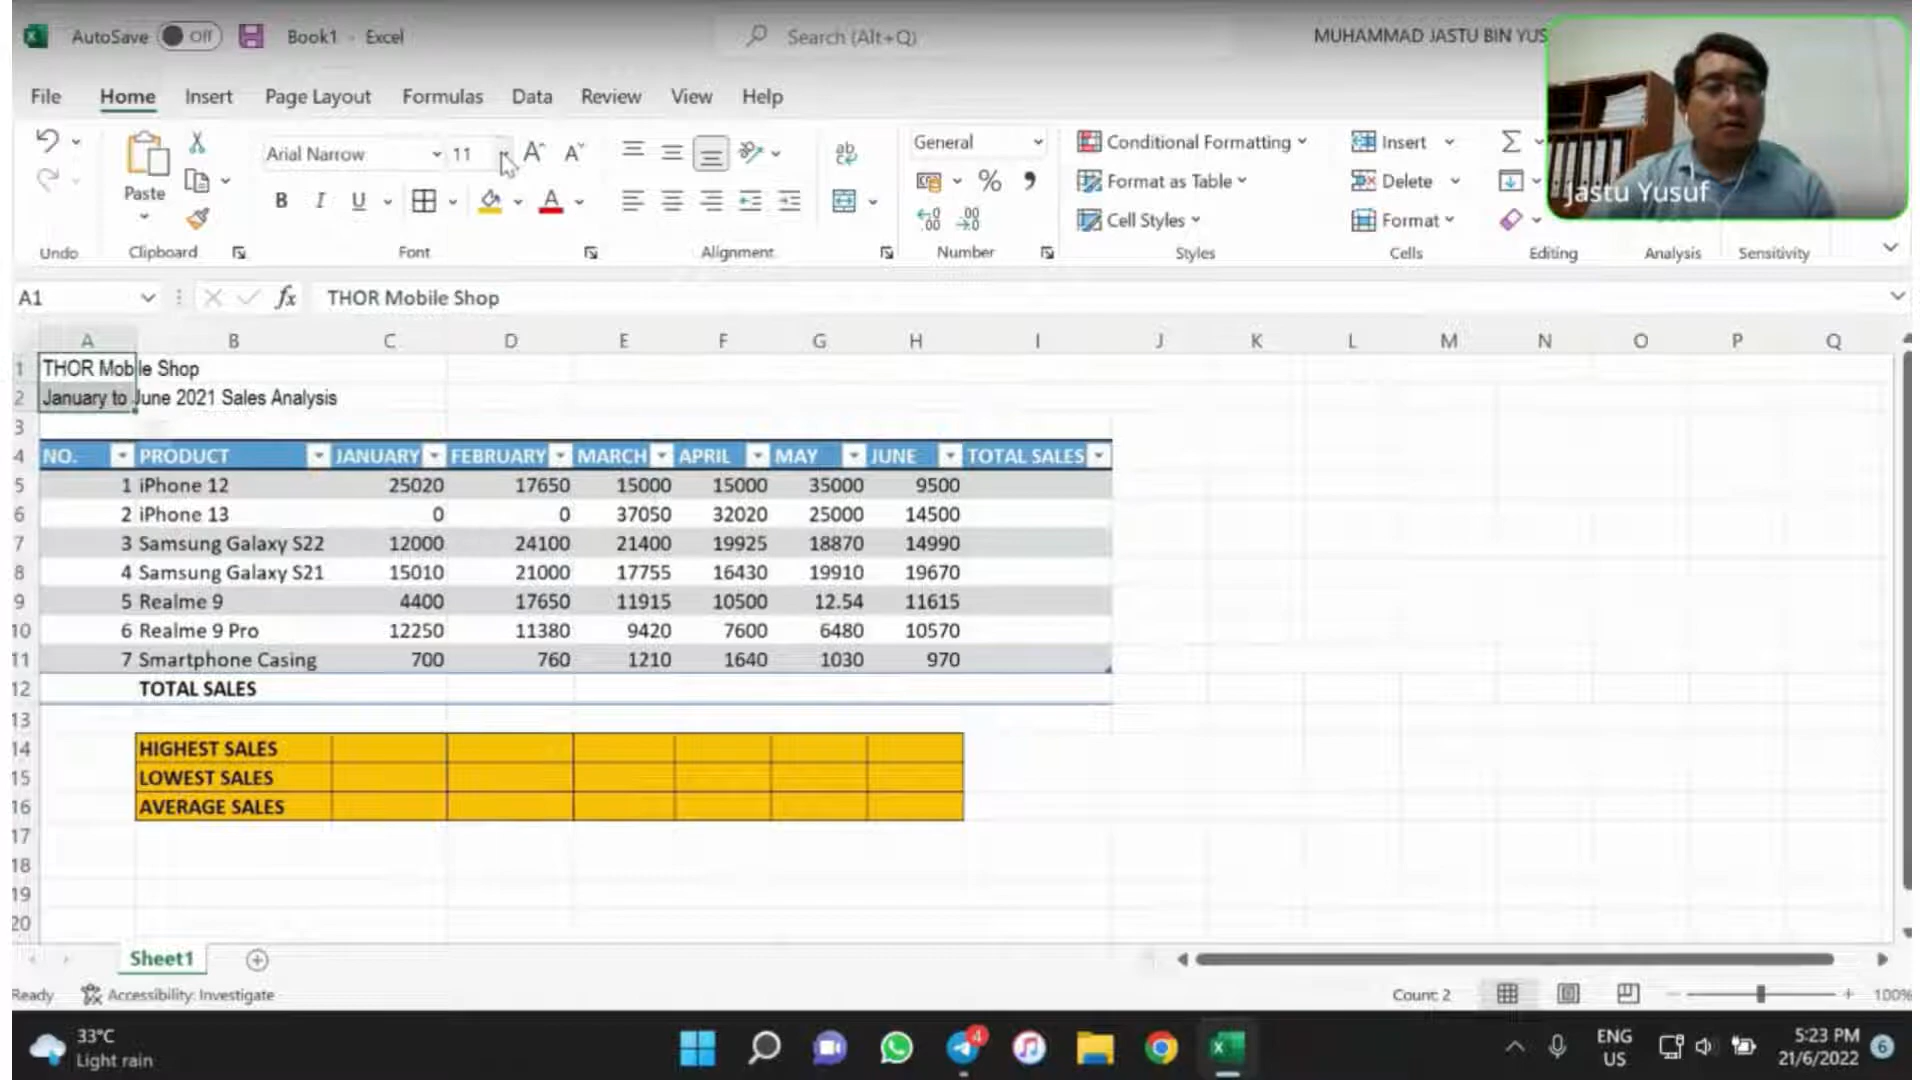 AutoSave Off Book1 - Excel Search (Alt+Q) MUHAMMAD JASTU BIN YUS
File Home Insert Page Layout Formulas Data Review View Help
Arial Narrow 11 General Conditional Formatting Insert
Paste B I U Format as Table Delete
Cell Styles Format
Jastu Yusuf
Undo Clipboard Font Alignment Number Styles Cells Editing Analysis Sensitivity
A1 fx THOR Mobile Shop
A B C D E F G H I J K L M N O P Q
1 THOR Mobile Shop
2 January to June 2021 Sales Analysis
3
4 NO. PRODUCT JANUARY FEBRUARY MARCH APRIL MAY JUNE TOTAL SALES
5 1 iPhone 12 25020 17650 15000 15000 35000 9500
6 2 iPhone 13 0 0 37050 32020 25000 14500
7 3 Samsung Galaxy S22 12000 24100 21400 19925 18870 14990
8 4 Samsung Galaxy S21 15010 21000 17755 16430 19910 19670
9 5 Realme 9 4400 17650 11915 10500 12.54 11615
10 6 Realme 9 Pro 12250 11380 9420 7600 6480 10570
11 7 Smartphone Casing 700 760 1210 1640 1030 970
12 TOTAL SALES
13
14 HIGHEST SALES
15 LOWEST SALES
16 AVERAGE SALES
17
18
19
20
Sheet1
Ready Accessibility: Investigate Count: 2 100%
33°C
Light rain
4
ENG
US
5:23 PM
21/6/2022
6